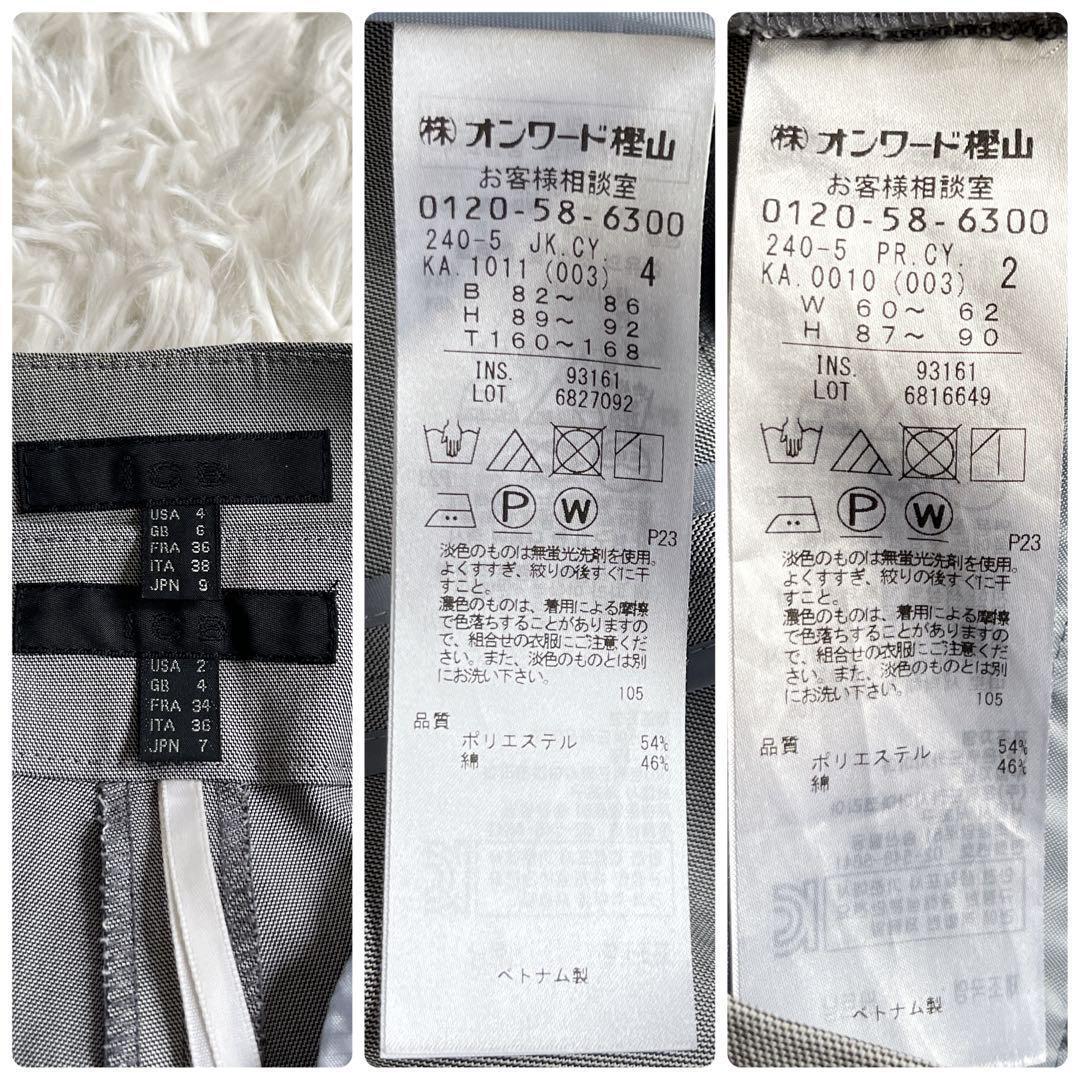 ICB
USA 4
GB 6
FRA 36
ITA 38
JPN 9
USA 2
GB 4
FRA 34
ITA 36
JPN 7
㈱オンワード樫山
お客様相談室
0120-58-6300
240-5 JK.CY.
KA.1011 (003) 4
B 82〜 86
H 89〜 92
T 160〜168
INS. 93161
LOT 6827092
P W
P23
淡色のものは無蛍光洗剤を使用。
よくすすぎ、絞りの後すぐに干
すこと。
濃色のものは、着用による摩擦
で色落ちすることがありますの
で、組合せの衣服にご注意くだ
さい。また、淡色のものとは別
にお洗い下さい。
105
品質
ポリエステル 54%
綿 46%
ベトナム製
㈱オンワード樫山
お客様相談室
0120-58-6300
240-5 PR.CY.
KA.0010 (003) 2
W 60〜 62
H 87〜 90
INS. 93161
LOT 6816649
P W
P23
淡色のものは無蛍光洗剤を使用。
よくすすぎ、絞りの後すぐに干
すこと。
濃色のものは、着用による摩擦
で色落ちすることがありますの
で、組合せの衣服にご注意くだ
さい。また、淡色のものとは別
にお洗い下さい。
105
品質
ポリエステル 54%
綿 46%
ベトナム製